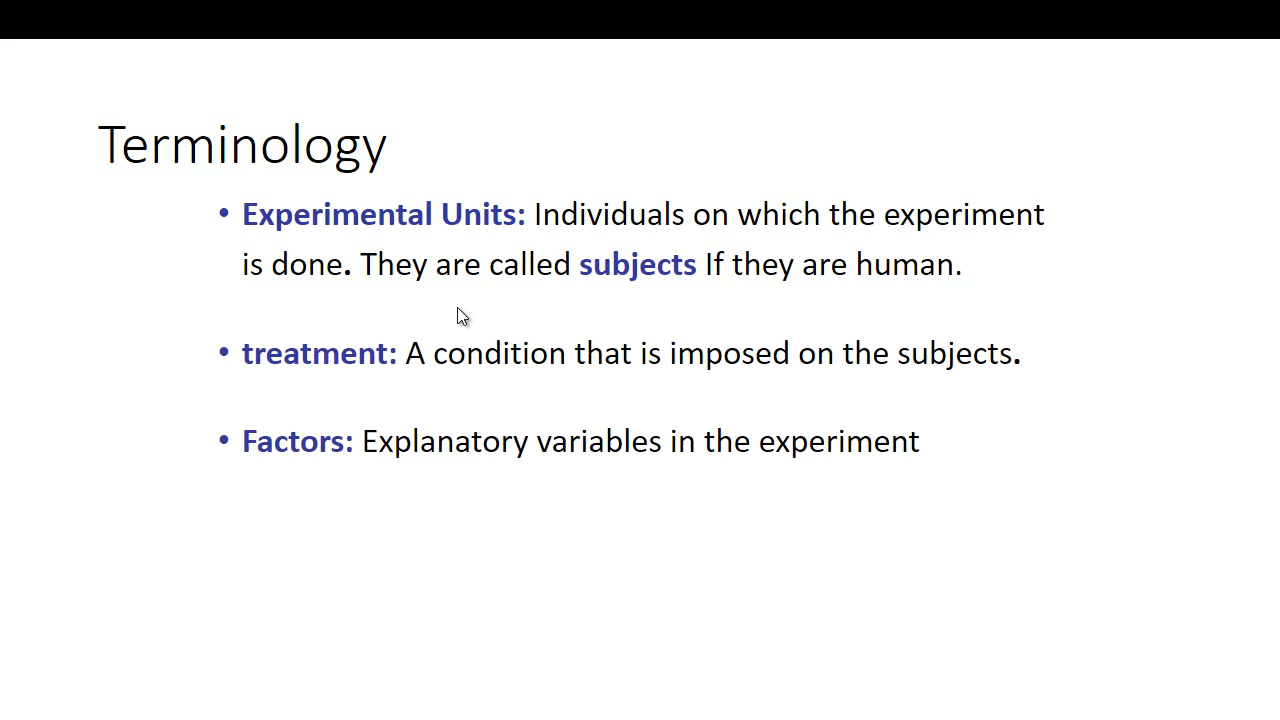 Terminology
• Experimental Units: Individuals on which the experiment
is done. They are called subjects If they are human.
• treatment: A condition that is imposed on the subjects.
• Factors: Explanatory variables in the experiment